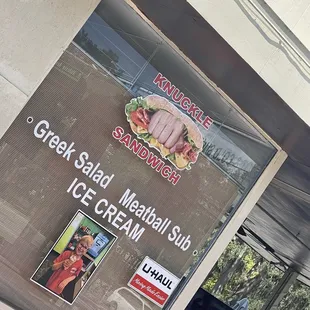 KNUCKLE
SANDWICH
Greek Salad
Meatball Sub
ICE CREAM
U-HAUL